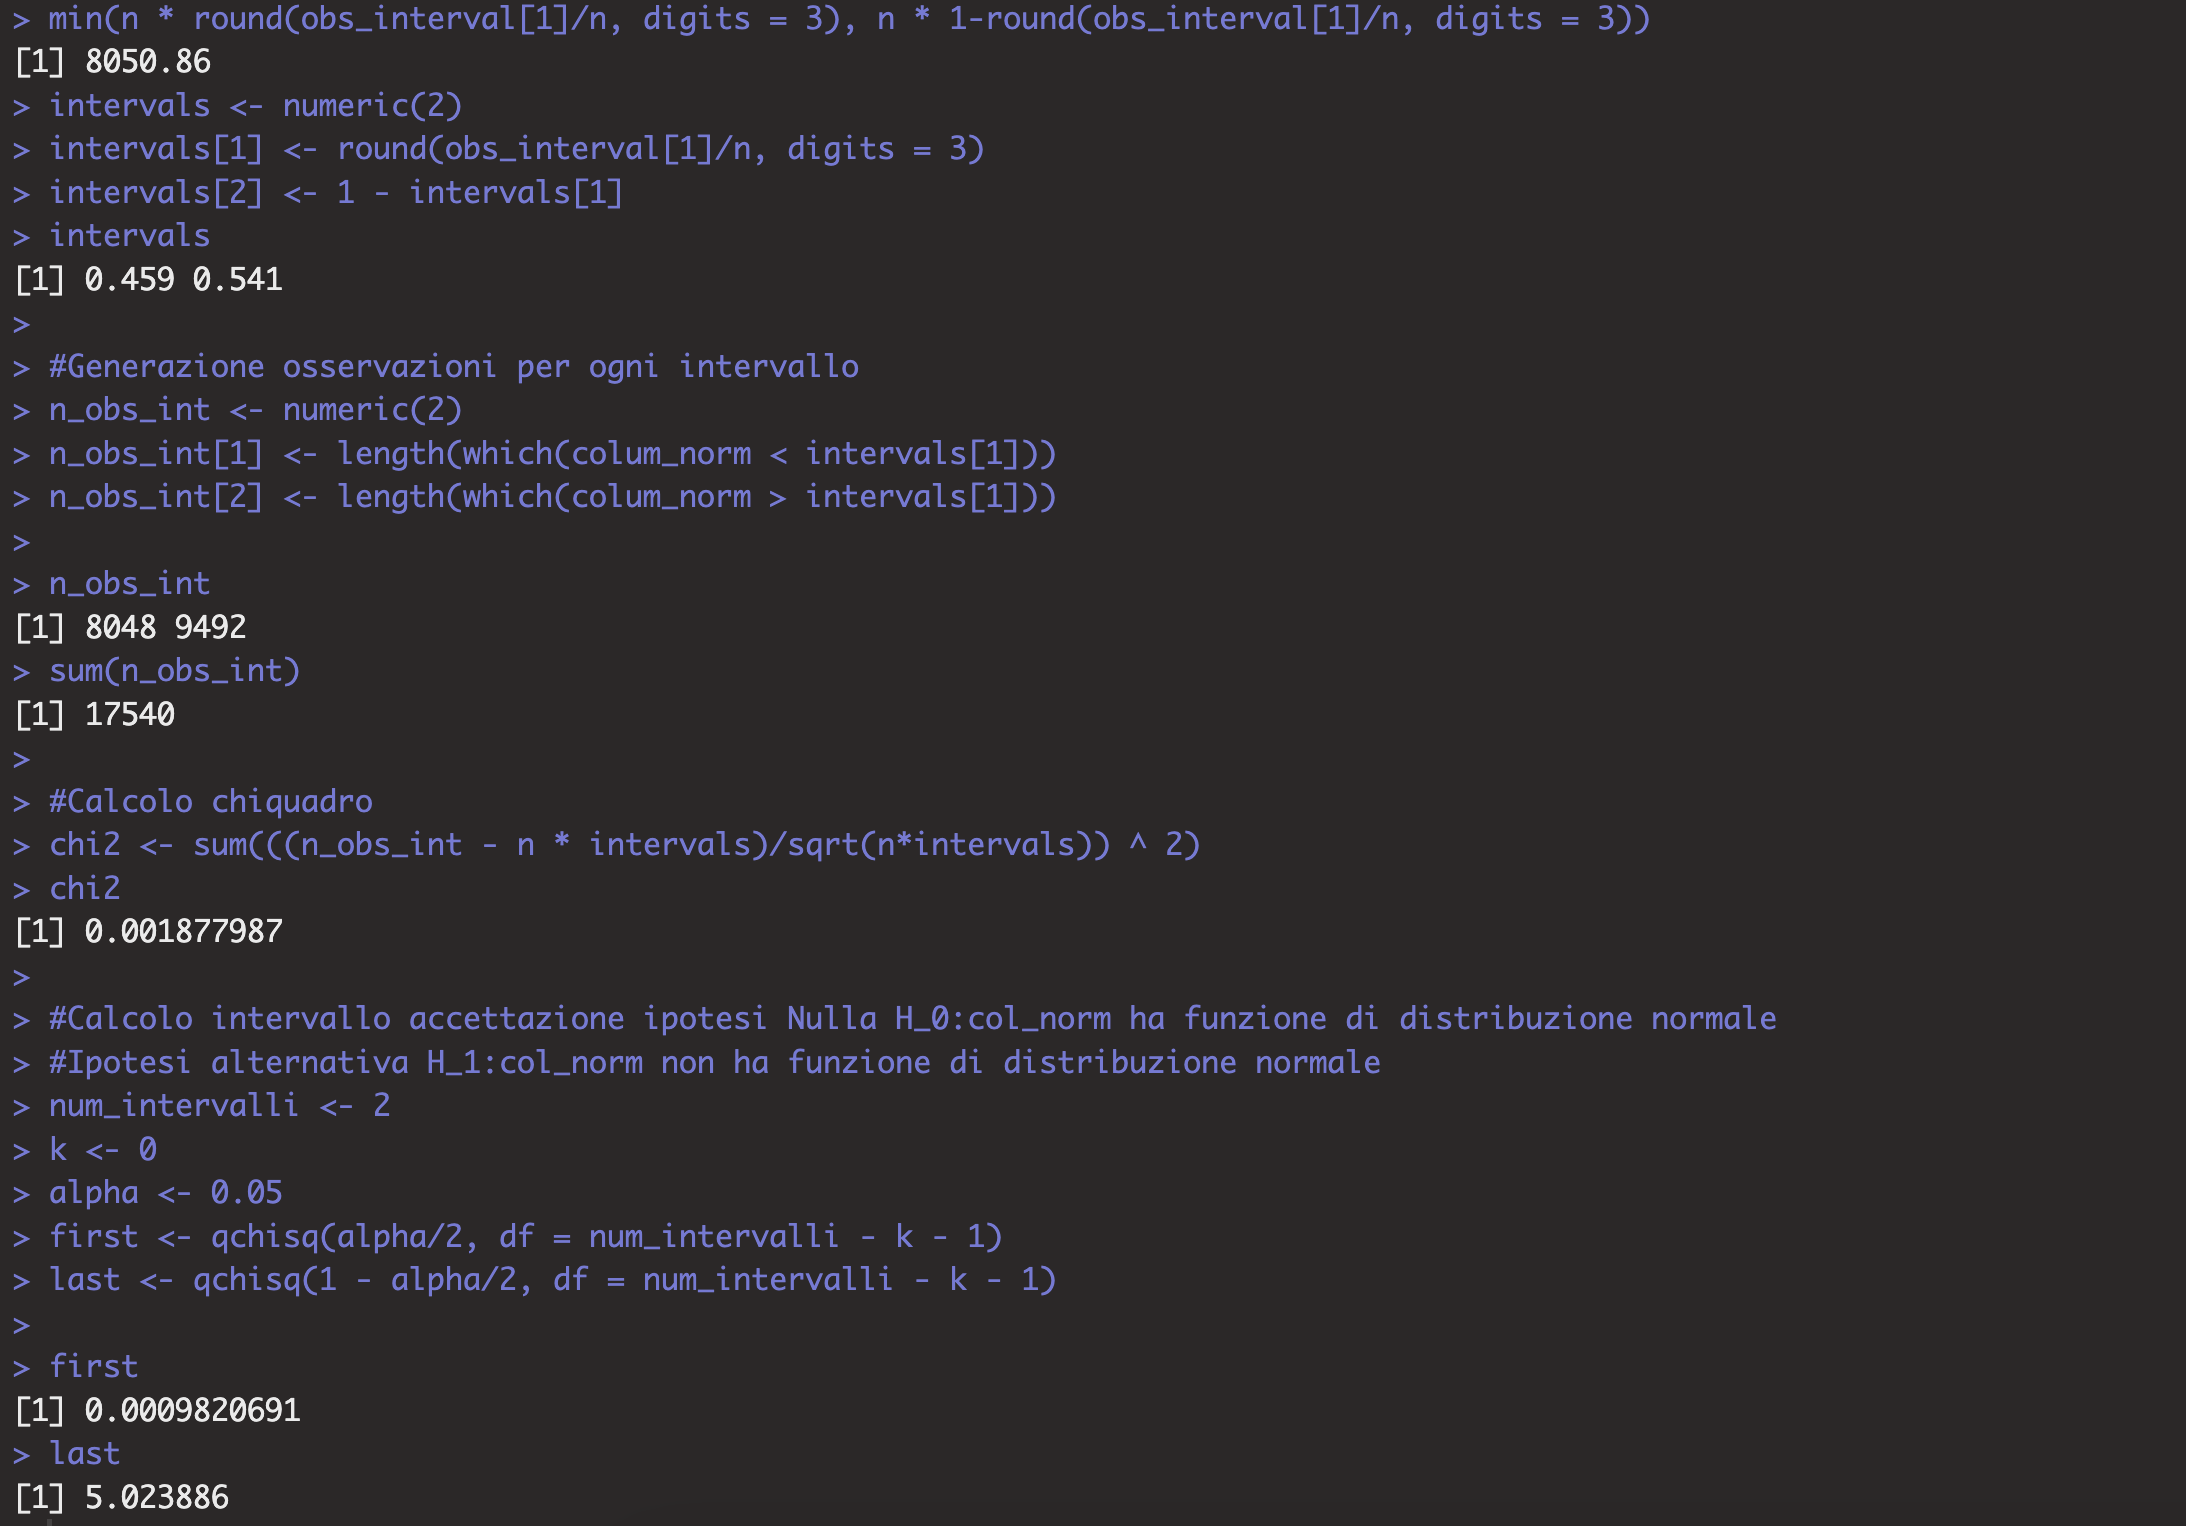 > min(n * round(obs_interval[1]/n, digits = 3), n * 1-round(obs_interval[1]/n, digits = 3))
[1] 8050.86
> intervals <- numeric(2)
> intervals[1] <- round(obs_interval[1]/n, digits = 3)
> intervals[2] <- 1 - intervals[1]
> intervals
[1] 0.459 0.541
>
> #Generazione osservazioni per ogni intervallo
> n_obs_int <- numeric(2)
> n_obs_int[1] <- length(which(colum_norm < intervals[1]))
> n_obs_int[2] <- length(which(colum_norm > intervals[1]))
>
> n_obs_int
[1] 8048 9492
> sum(n_obs_int)
[1] 17540
>
> #Calcolo chiquadro
> chi2 <- sum(((n_obs_int - n * intervals)/sqrt(n*intervals)) ^ 2)
> chi2
[1] 0.001877987
>
> #Calcolo intervallo accettazione ipotesi Nulla H_0:col_norm ha funzione di distribuzione normale
> #Ipotesi alternativa H_1:col_norm non ha funzione di distribuzione normale
> num_intervalli <- 2
> k <- 0
> alpha <- 0.05
> first <- qchisq(alpha/2, df = num_intervalli - k - 1)
> last <- qchisq(1 - alpha/2, df = num_intervalli - k - 1)
>
> first
[1] 0.0009820691
> last
[1] 5.023886